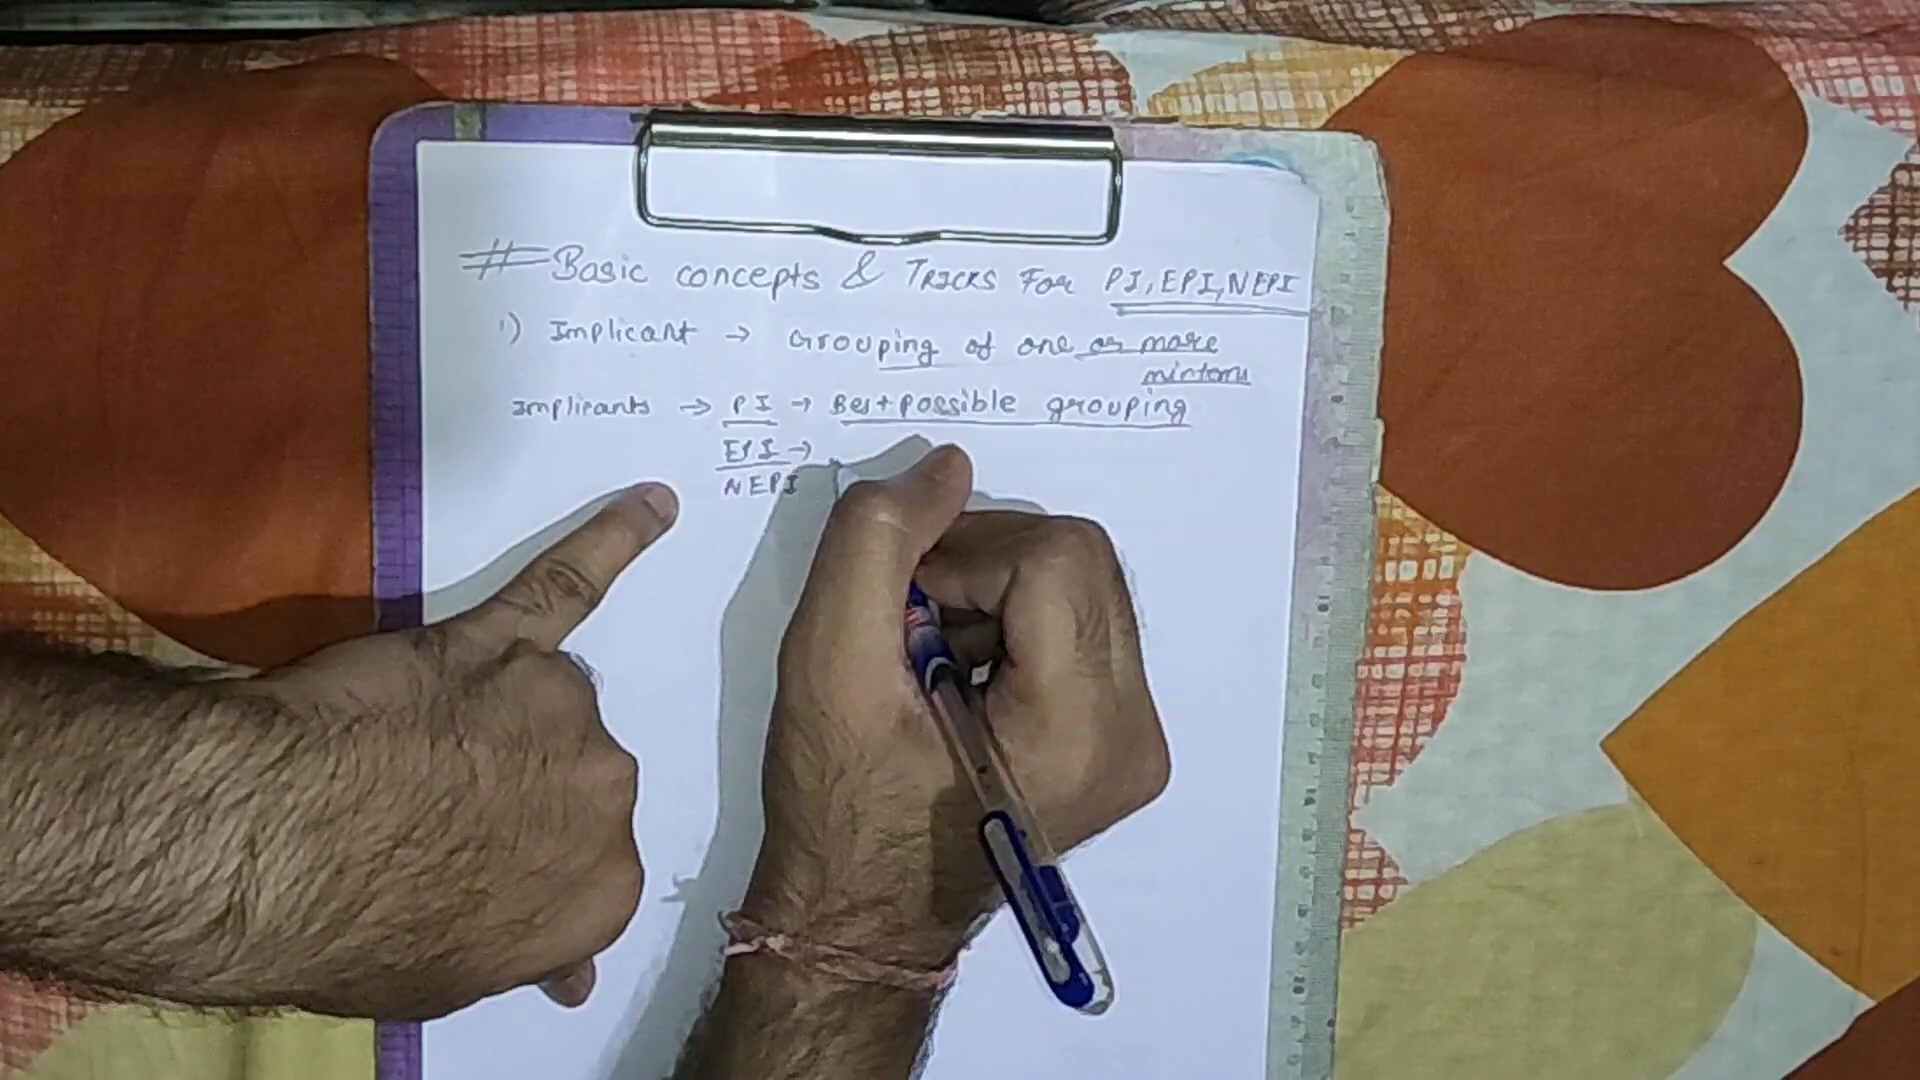 # Basic concepts & TRICKS FOR PI, EPI, NEPI
1) Implicant → Grouping of one or more
minterms
Implicants → PI → Best possible grouping
EPI →
NEPI